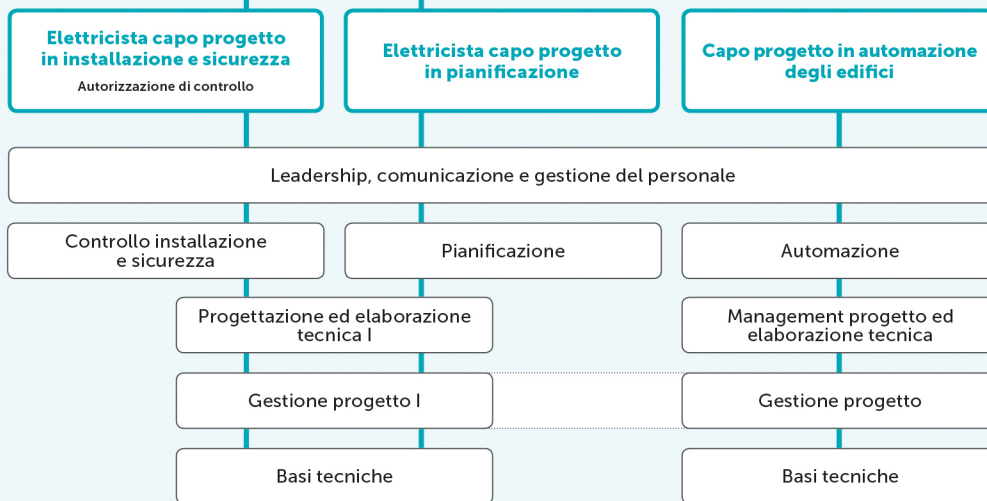 Elettricista capo progetto
in installazione e sicurezza
Autorizzazione di controllo
Elettricista capo progetto
in pianificazione
Capo progetto in automazione
degli edifici
Leadership, comunicazione e gestione del personale
Controllo installazione
e sicurezza
Pianificazione
Automazione
Progettazione ed elaborazione
tecnica I
Management progetto ed
elaborazione tecnica
Gestione progetto I
Gestione progetto
Basi tecniche
Basi tecniche